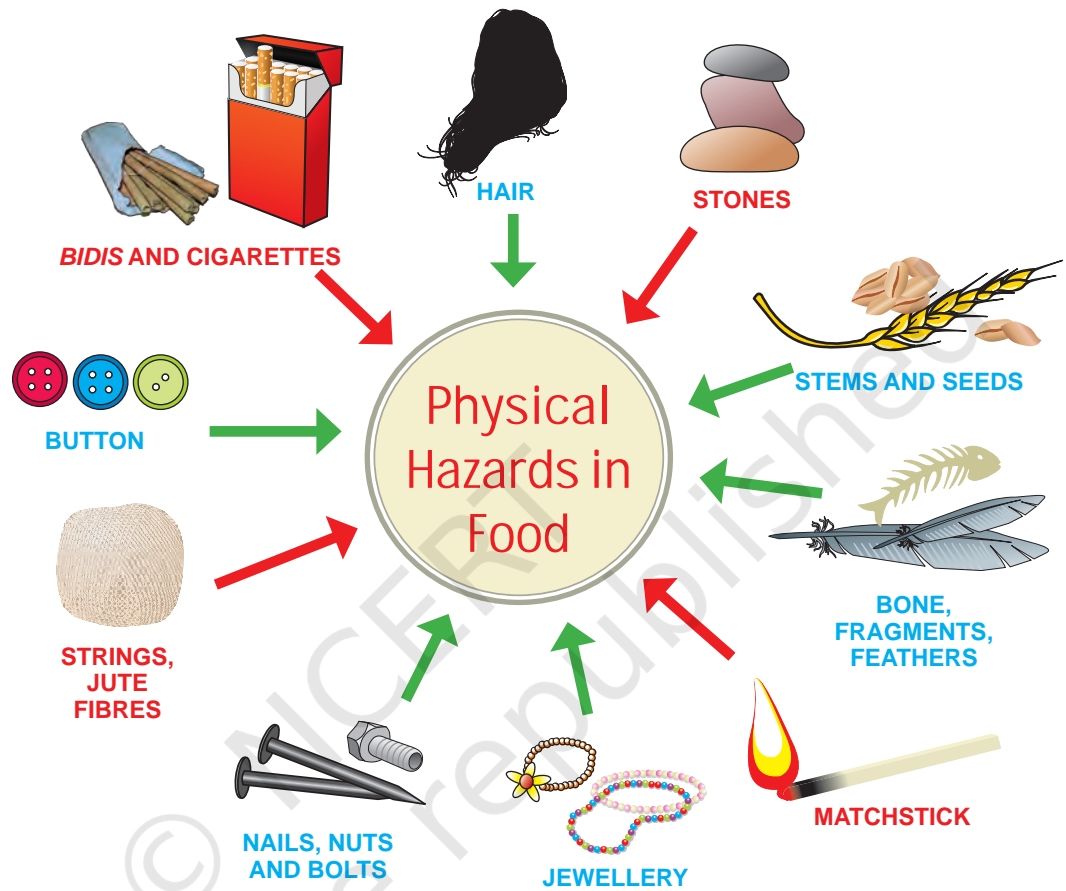 HAIR
STONES
BIDIS AND CIGARETTES
STEMS AND SEEDS
BUTTON
Physical
Hazards in
Food
BONE,
FRAGMENTS,
FEATHERS
STRINGS,
JUTE
FIBRES
MATCHSTICK
NAILS, NUTS
AND BOLTS
JEWELLERY
© NCERT
republished